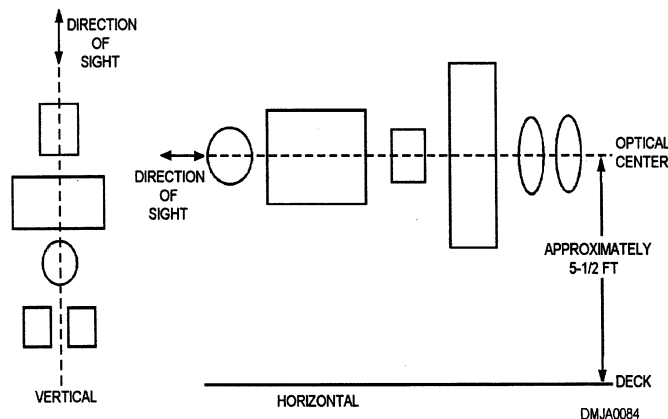 DIRECTION
OF
SIGHT
DIRECTION
OF
SIGHT
OPTICAL
CENTER
APPROXIMATELY
5-1/2 FT
DECK
VERTICAL
HORIZONTAL
DMJA0084